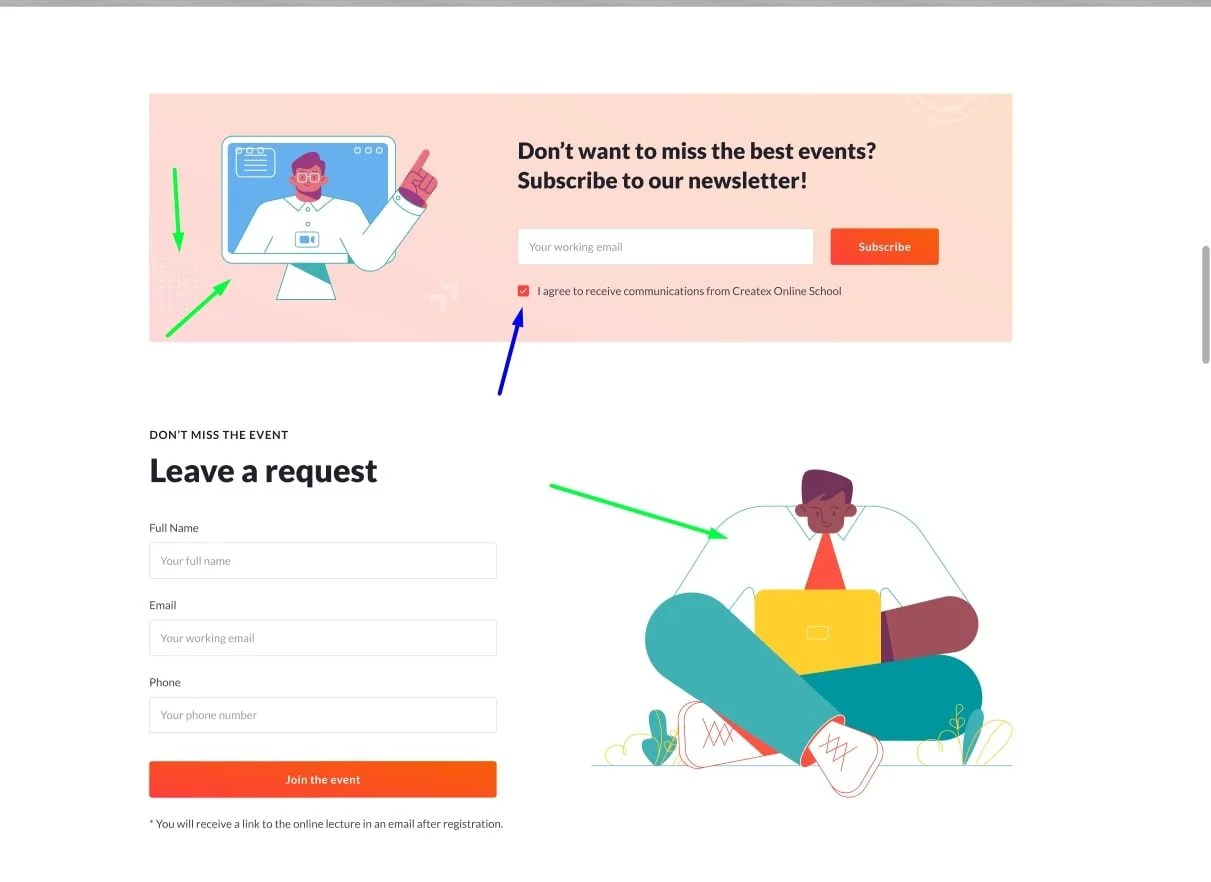 Don’t want to miss the best events?
Subscribe to our newsletter!
Your working email
Subscribe
I agree to receive communications from Createx Online School
DON’T MISS THE EVENT
Leave a request
Full Name
Your full name
Email
Your working email
Phone
Your phone number
Join the event
* You will receive a link to the online lecture in an email after registration.